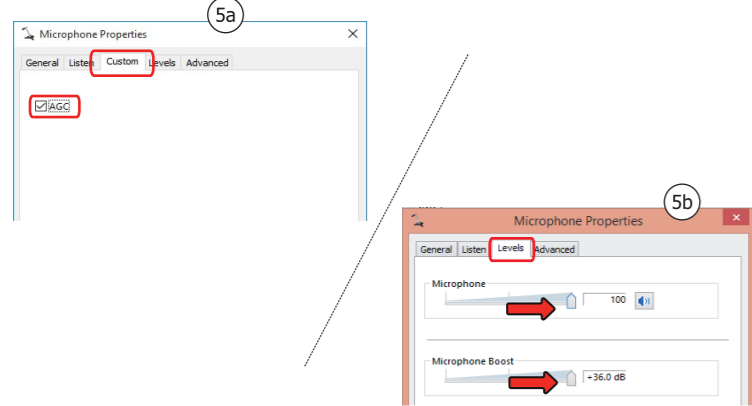 5a
Microphone Properties
General Listen Custom Levels Advanced
AGC
5b
Microphone Properties
General Listen Levels Advanced
Microphone
100
Microphone Boost
+36.0 dB